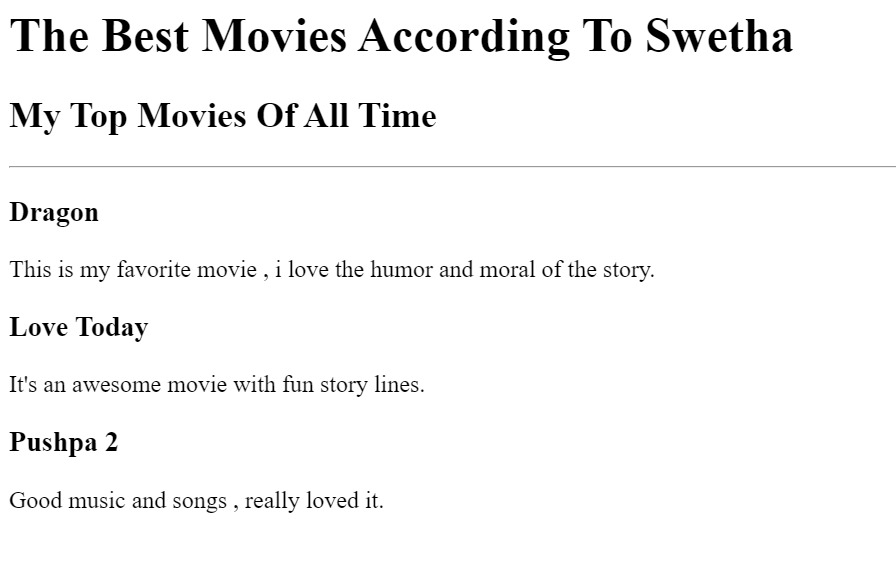 The Best Movies According To Swetha
My Top Movies Of All Time
Dragon
This is my favorite movie , i love the humor and moral of the story.
Love Today
It's an awesome movie with fun story lines.
Pushpa 2
Good music and songs , really loved it.